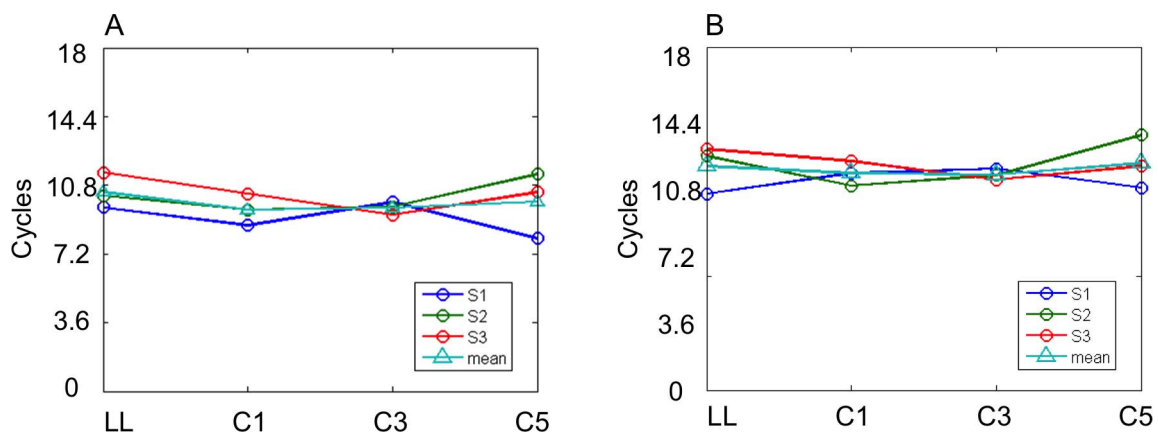 A
Cycles
18
14.4
10.8
7.2
3.6
0
LL C1 C3 C5
S1
S2
S3
mean
B
Cycles
18
14.4
10.8
7.2
3.6
0
LL C1 C3 C5
S1
S2
S3
mean